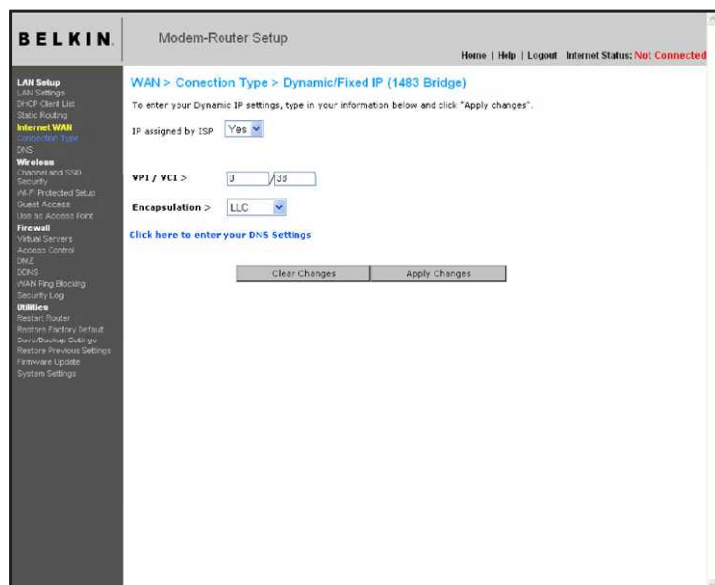 BELKIN.
Modem-Router Setup
Home | Help | Logout Internet Status: Not Connected
LAN Setup
LAN Settings
DHCP Client List
Static Routing
Internet WAN
Connection Type
DNS
Wireless
Channel and SSID
Security
Wi-Fi Protected Setup
Guest Access
Use as Access Point
Firewall
Virtual Servers
Access Control
DMZ
DDNS
WAN Ping Blocking
Security Log
Utilities
Restart Router
Restore Factory Default
Save/Backup Settings
Restore Previous Settings
Firmware Update
System Settings
WAN > Conection Type > Dynamic/Fixed IP (1483 Bridge)
To enter your Dynamic IP settings, type in your information below and click "Apply changes".
IP assigned by ISP Yes
VPI / VCI > /
Encapsulation > LLC
Click here to enter your DNS Settings
Clear Changes Apply Changes